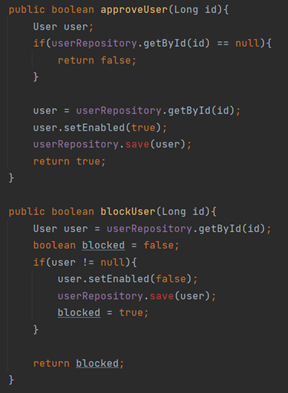 public boolean approveUser(Long id){
    User user;
    if(userRepository.getById(id) == null){
        return false;
    }

    user = userRepository.getById(id);
    user.setEnabled(true);
    userRepository.save(user);
    return true;
}

public boolean blockUser(Long id){
    User user = userRepository.getById(id);
    boolean blocked = false;
    if(user != null){
        user.setEnabled(false);
        userRepository.save(user);
        blocked = true;
    }

    return blocked;
}